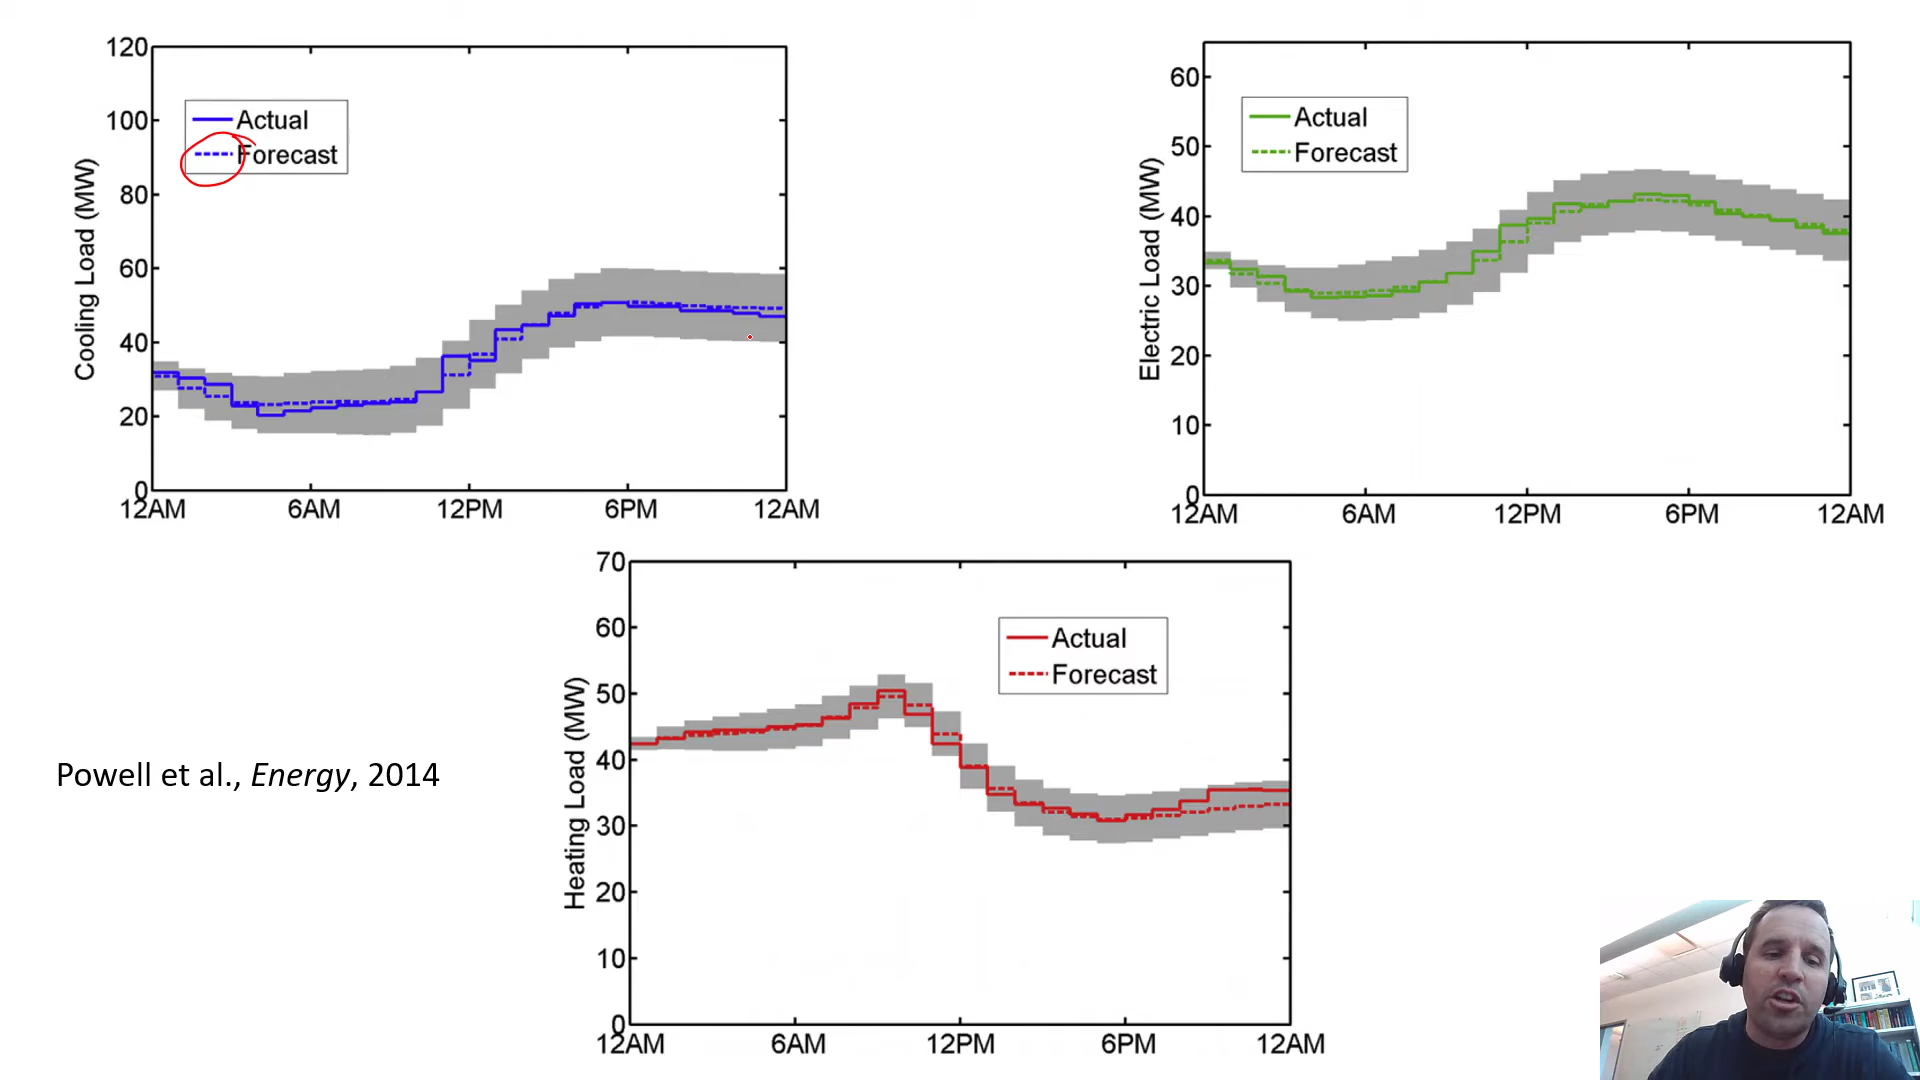 120
100
80
60
40
20
0
Cooling Load (MW)
Actual
Forecast
12AM
6AM
12PM
6PM
12AM
60
50
40
30
20
10
0
Electric Load (MW)
Actual
Forecast
12AM
6AM
12PM
6PM
12AM
70
60
50
40
30
20
10
0
Heating Load (MW)
Actual
Forecast
12AM
6AM
12PM
6PM
12AM
Powell et al., Energy, 2014